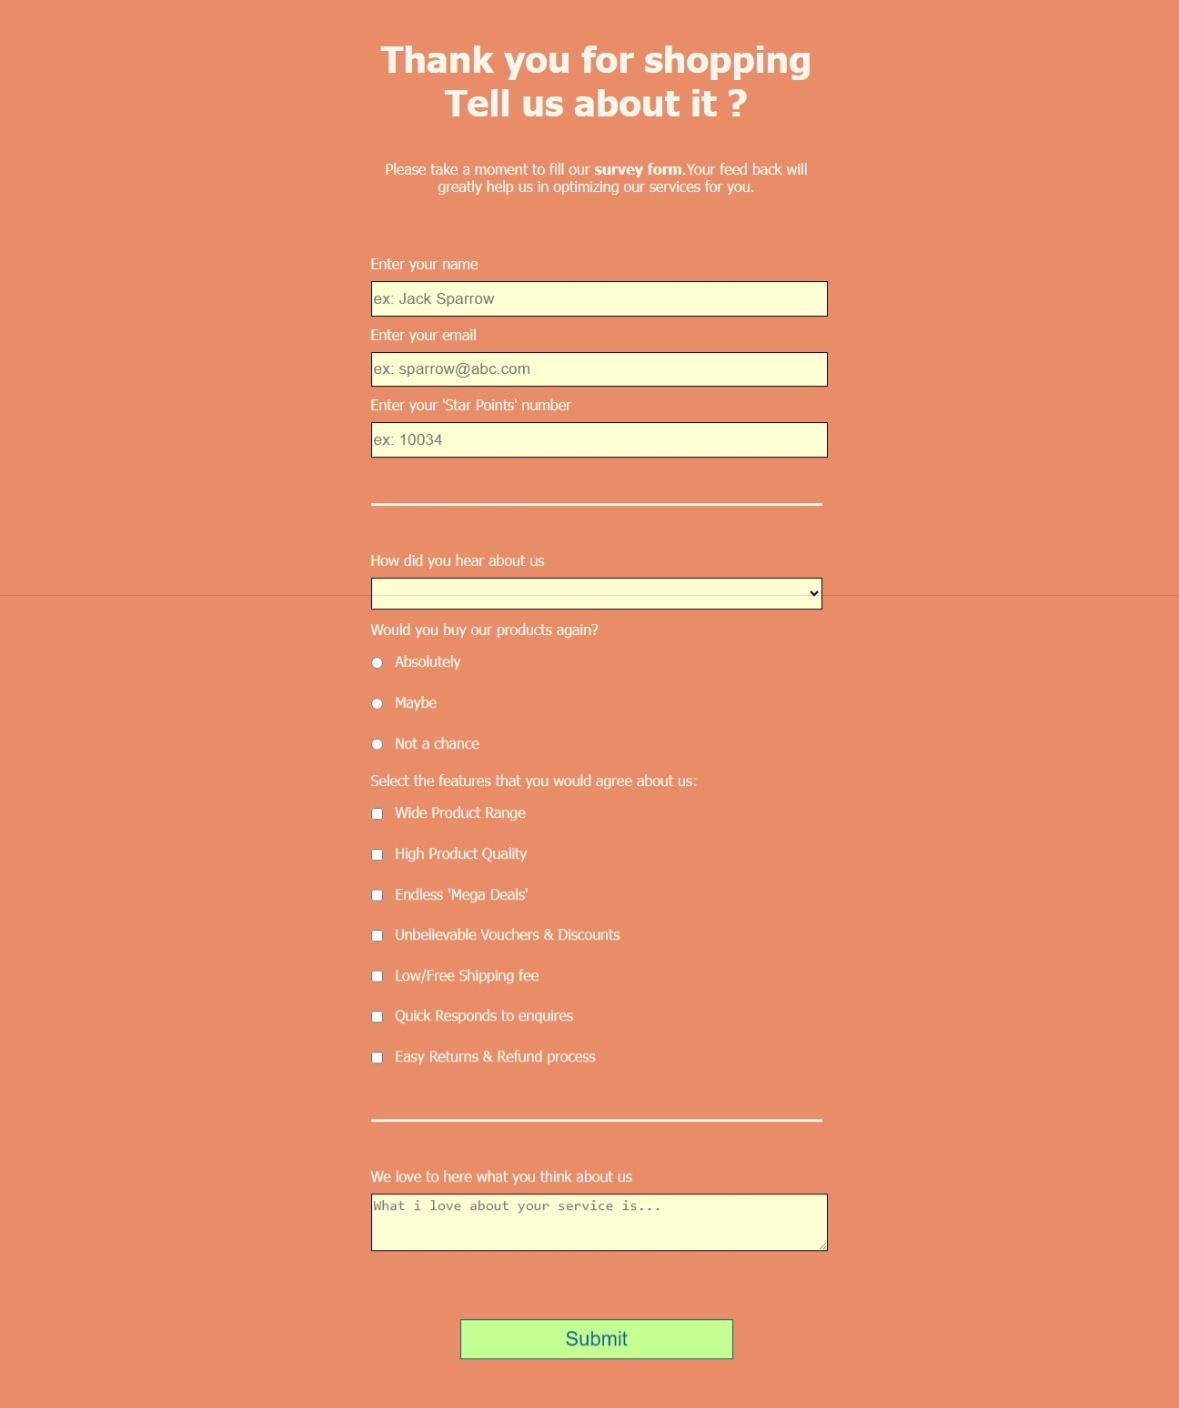 Thank you for shopping
Tell us about it ?
Please take a moment to fill our survey form.Your feed back will
greatly help us in optimizing our services for you.
Enter your name
ex: Jack Sparrow
Enter your email
ex: sparrow@abc.com
Enter your 'Star Points' number
ex: 10034
How did you hear about us
Would you buy our products again?
Absolutely
Maybe
Not a chance
Select the features that you would agree about us:
Wide Product Range
High Product Quality
Endless 'Mega Deals'
Unbelievable Vouchers & Discounts
Low/Free Shipping fee
Quick Responds to enquires
Easy Returns & Refund process
We love to here what you think about us
What i love about your service is...
Submit